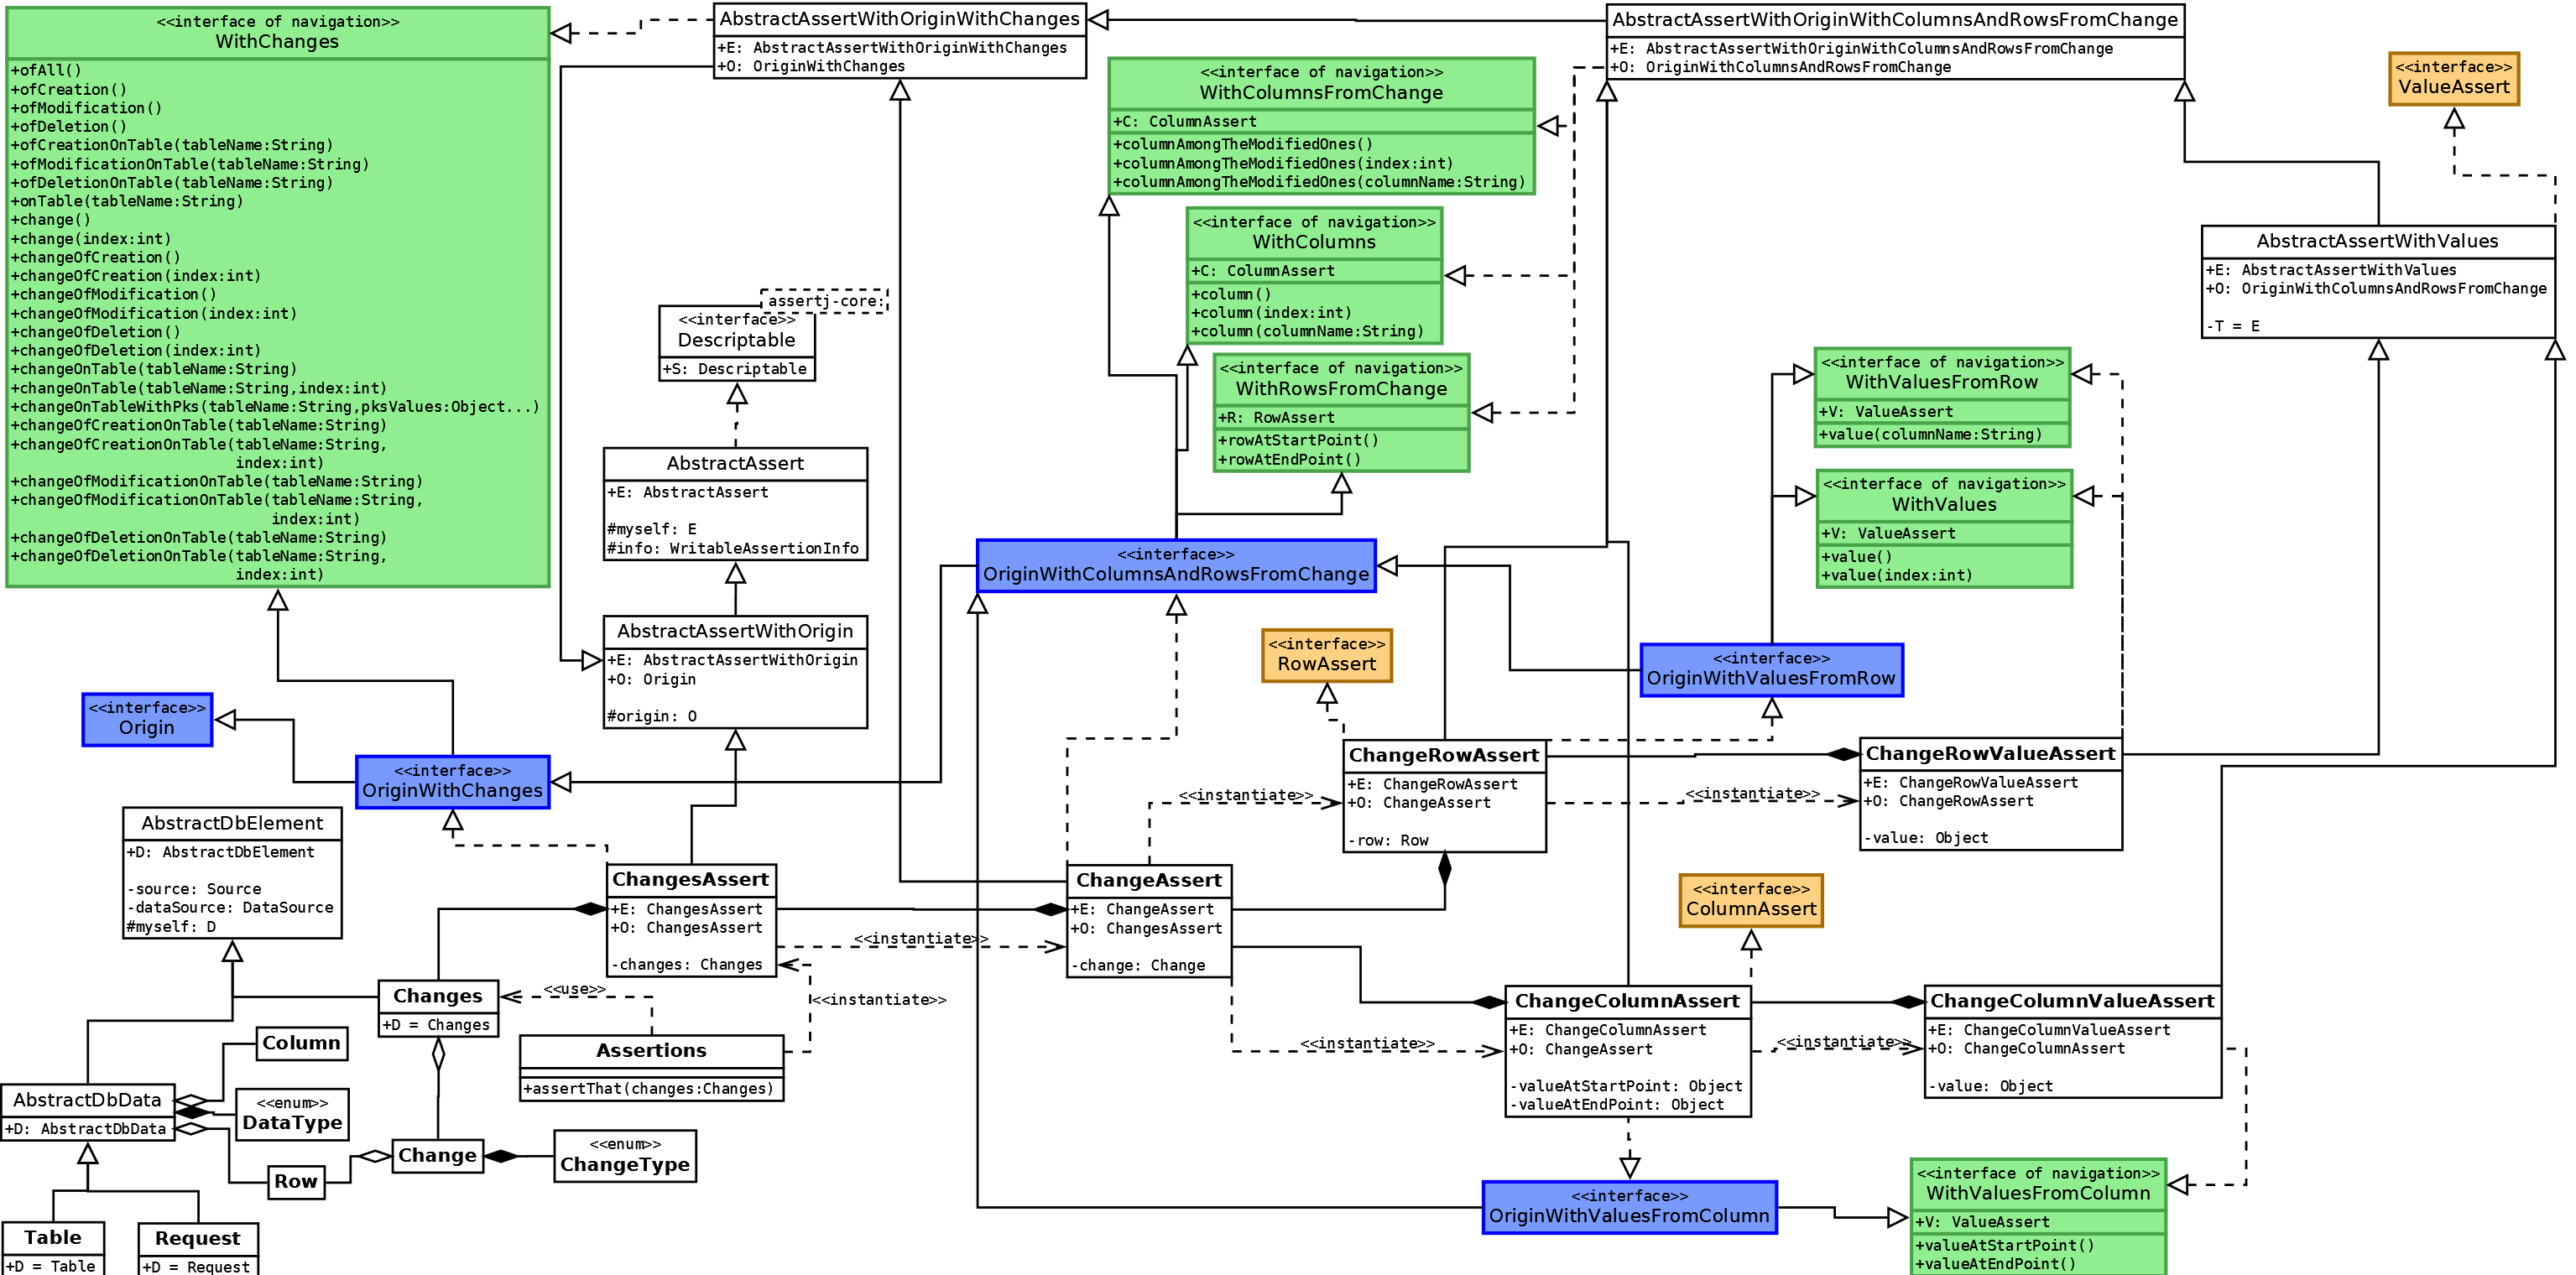 <<interface of navigation>>
WithChanges
+ofAll()
+ofCreation()
+ofModification()
+ofDeletion()
+ofCreationOnTable(tableName:String)
+ofModificationOnTable(tableName:String)
+ofDeletionOnTable(tableName:String)
+onTable(tableName:String)
+change()
+change(index:int)
+changeOfCreation()
+changeOfCreation(index:int)
+changeOfModification()
+changeOfModification(index:int)
+changeOfDeletion()
+changeOfDeletion(index:int)
+changeOnTable(tableName:String)
+changeOnTable(tableName:String,index:int)
+changeOnTableWithPks(tableName:String,pksValues:Object...)
+changeOfCreationOnTable(tableName:String)
+changeOfCreationOnTable(tableName:String,
index:int)
+changeOfModificationOnTable(tableName:String)
+changeOfModificationOnTable(tableName:String,
index:int)
+changeOfDeletionOnTable(tableName:String)
+changeOfDeletionOnTable(tableName:String,
index:int)
AbstractAssertWithOriginWithChanges
+E: AbstractAssertWithOriginWithChanges
+O: OriginWithChanges
AbstractAssertWithOriginWithColumnsAndRowsFromChange
+E: AbstractAssertWithOriginWithColumnsAndRowsFromChange
+O: OriginWithColumnsAndRowsFromChange
<<interface>>
ValueAssert
<<interface of navigation>>
WithColumnsFromChange
+C: ColumnAssert
+columnAmongTheModifiedOnes()
+columnAmongTheModifiedOnes(index:int)
+columnAmongTheModifiedOnes(columnName:String)
<<interface of navigation>>
WithColumns
+C: ColumnAssert
+column()
+column(index:int)
+column(columnName:String)
<<interface of navigation>>
WithRowsFromChange
+R: RowAssert
+rowAtStartPoint()
+rowAtEndPoint()
AbstractAssertWithValues
+E: AbstractAssertWithValues
+O: OriginWithColumnsAndRowsFromChange
-T = E
assertj-core:
<<interface>>
Descriptable
+S: Descriptable
<<interface of navigation>>
WithValuesFromRow
+V: ValueAssert
+value(columnName:String)
<<interface of navigation>>
WithValues
+V: ValueAssert
+value()
+value(index:int)
AbstractAssert
+E: AbstractAssert
#myself: E
#info: WritableAssertionInfo
<<interface>>
OriginWithColumnsAndRowsFromChange
AbstractAssertWithOrigin
+E: AbstractAssertWithOrigin
+O: Origin
#origin: O
<<interface>>
RowAssert
<<interface>>
OriginWithValuesFromRow
<<interface>>
Origin
<<interface>>
OriginWithChanges
ChangeRowAssert
+E: ChangeRowAssert
+O: ChangeAssert
-row: Row
<<instantiate>>
<<instantiate>>
ChangeRowValueAssert
+E: ChangeRowValueAssert
+O: ChangeRowAssert
-value: Object
AbstractDbElement
+D: AbstractDbElement
-source: Source
-dataSource: DataSource
#myself: D
ChangesAssert
+E: ChangesAssert
+O: ChangesAssert
-changes: Changes
<<instantiate>>
ChangeAssert
+E: ChangeAssert
+O: ChangesAssert
-change: Change
<<interface>>
ColumnAssert
Changes
+D = Changes
<<use>>
<<instantiate>>
Assertions
+assertThat(changes:Changes)
<<instantiate>>
ChangeColumnAssert
+E: ChangeColumnAssert
+O: ChangeAssert
-valueAtStartPoint: Object
-valueAtEndPoint: Object
<<instantiate>>
ChangeColumnValueAssert
+E: ChangeColumnValueAssert
+O: ChangeColumnAssert
-value: Object
Column
AbstractDbData
+D: AbstractDbData
<<enum>>
DataType
Change
<<enum>>
ChangeType
Row
<<interface>>
OriginWithValuesFromColumn
<<interface of navigation>>
WithValuesFromColumn
+V: ValueAssert
+valueAtStartPoint()
+valueAtEndPoint()
Table
+D = Table
Request
+D = Request